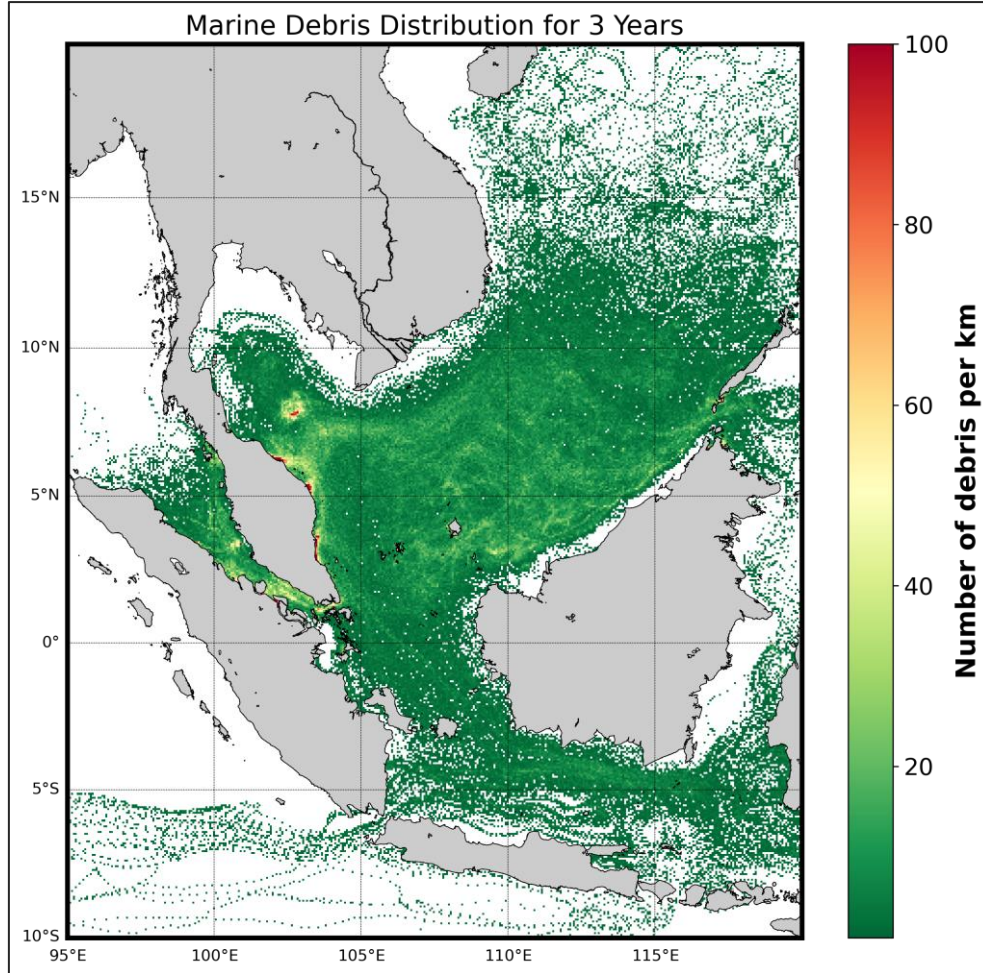 Marine Debris Distribution for 3 Years
15°N
10°N
5°N
0°
5°S
10°S
95°E
100°E
105°E
110°E
115°E
100
80
60
40
20
Number of debris per km